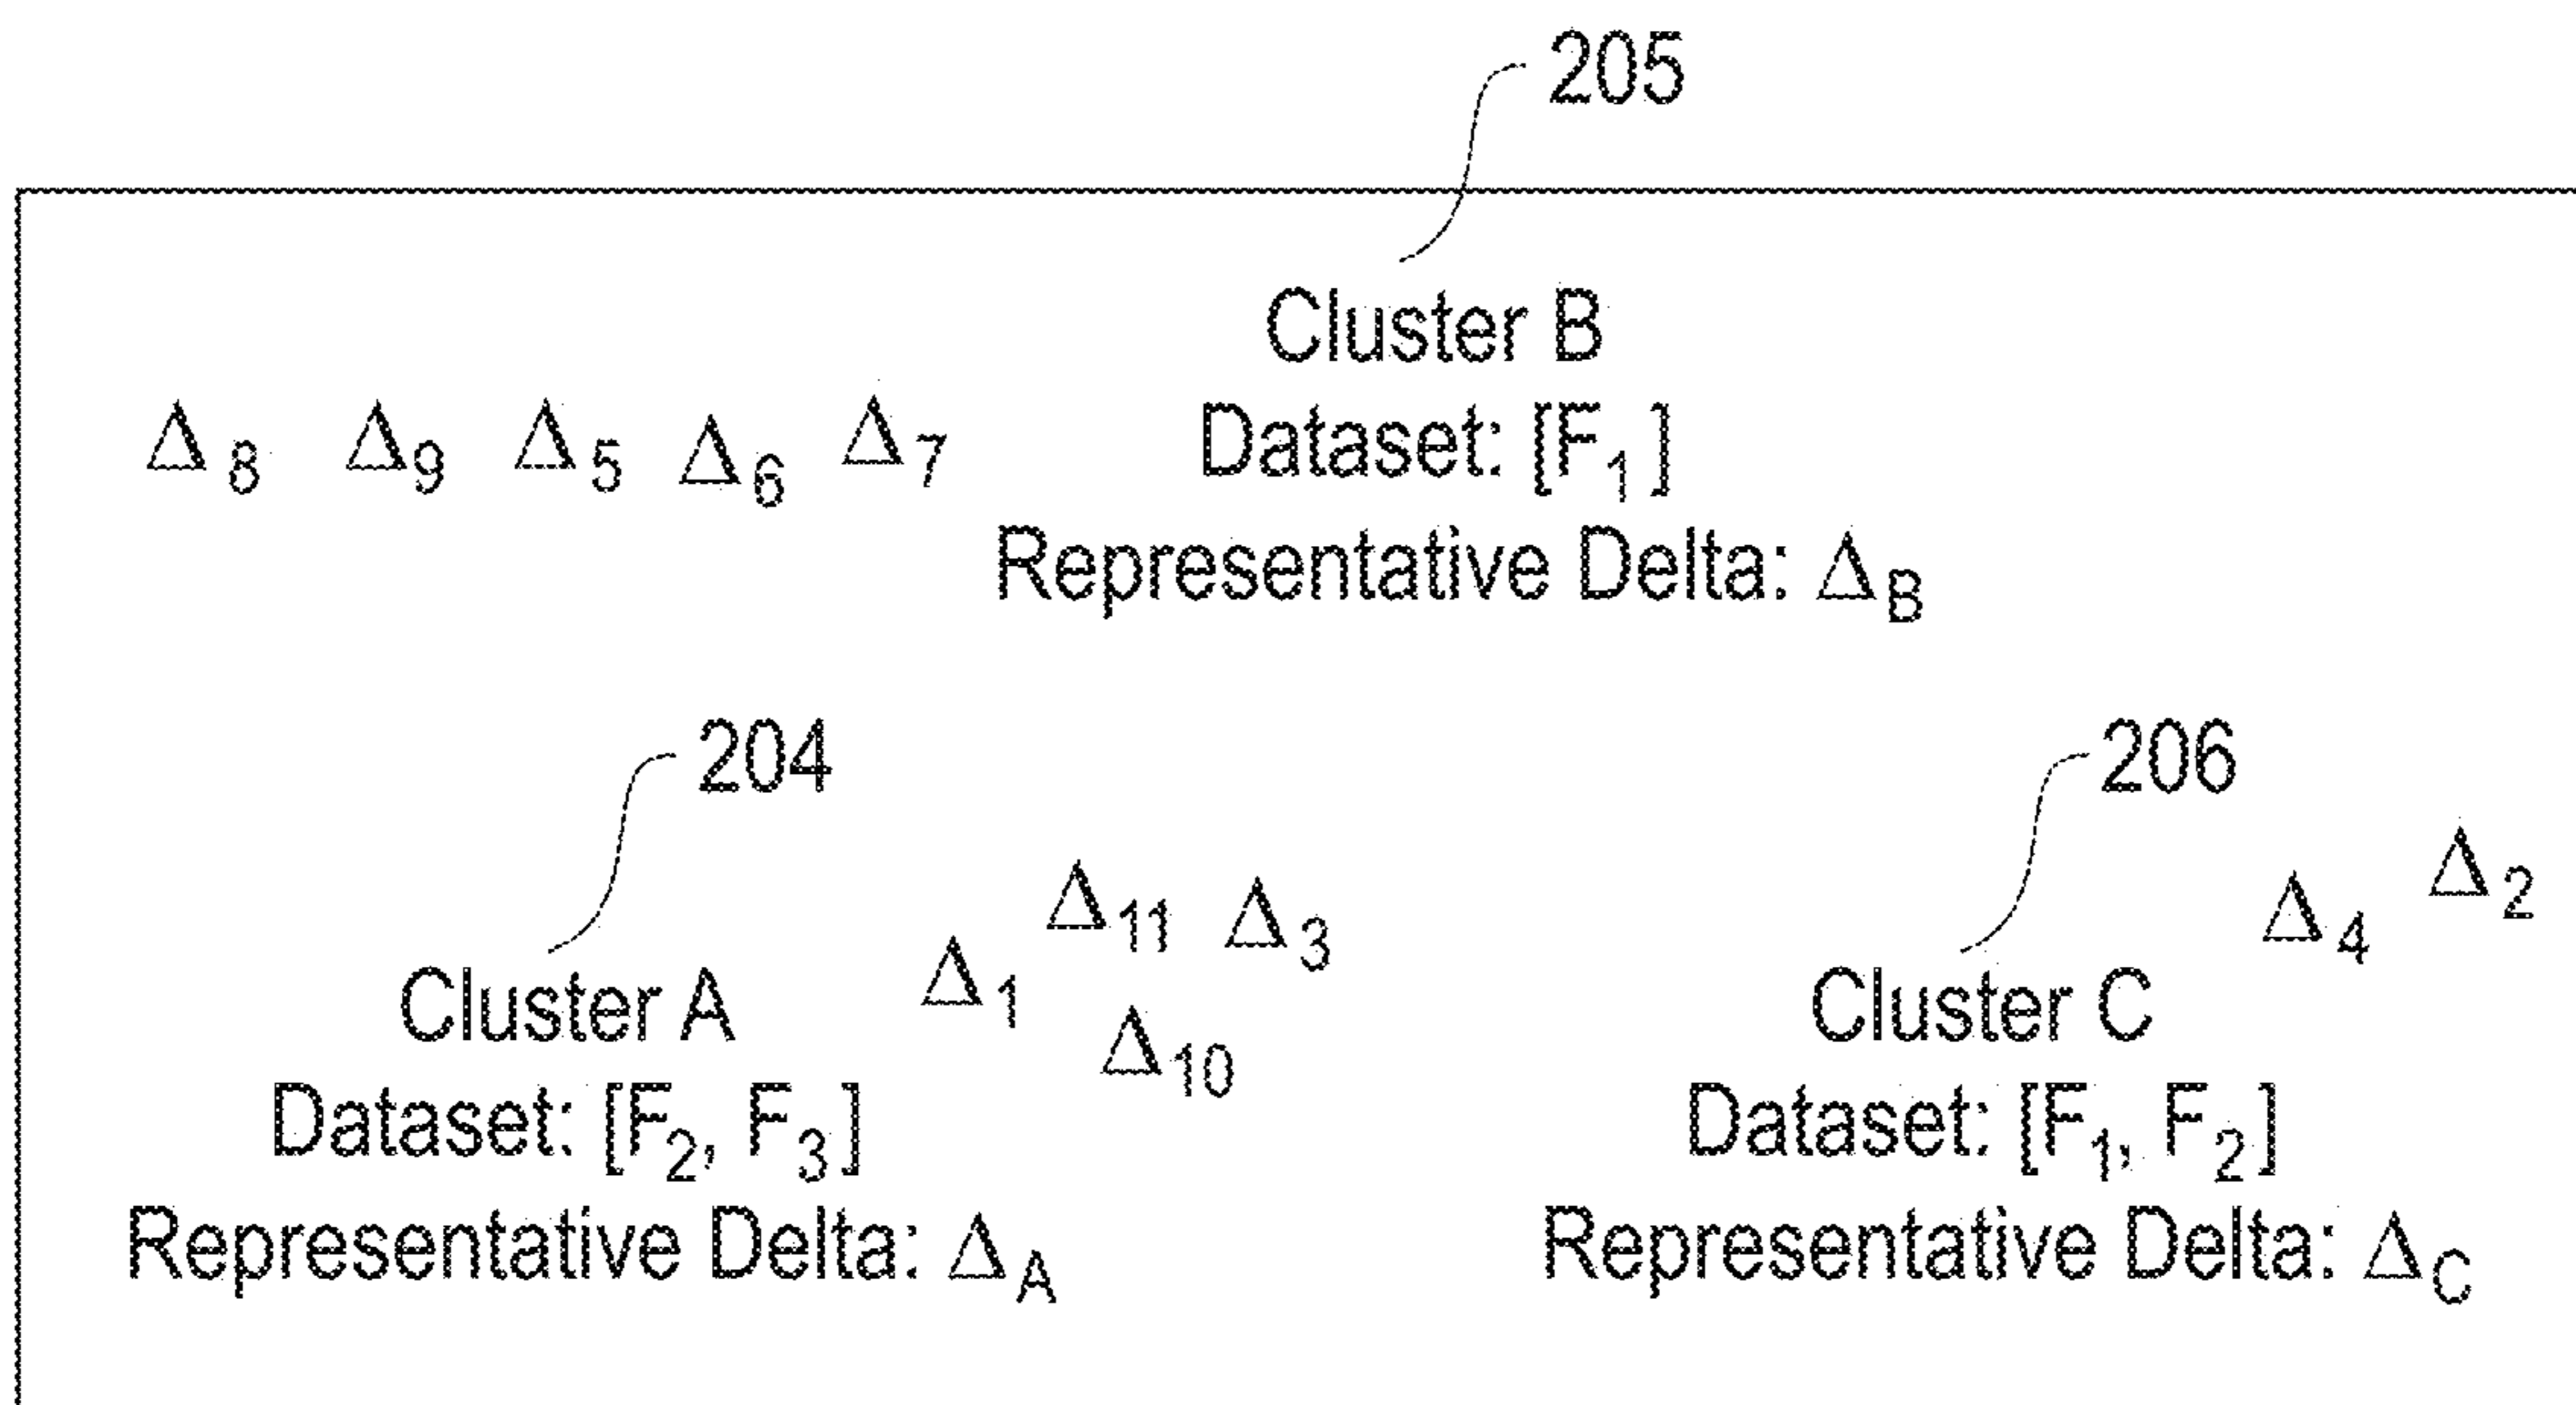 205
Cluster B
Δ8 Δ9 Δ5 Δ6 Δ7
Dataset: [F1]
Representative Delta: ΔB
204
206
Δ11 Δ3
Δ4 Δ2
Δ1
Cluster A
Cluster C
Δ10
Dataset: [F2, F3]
Dataset: [F1, F2]
Representative Delta: ΔA
Representative Delta: ΔC